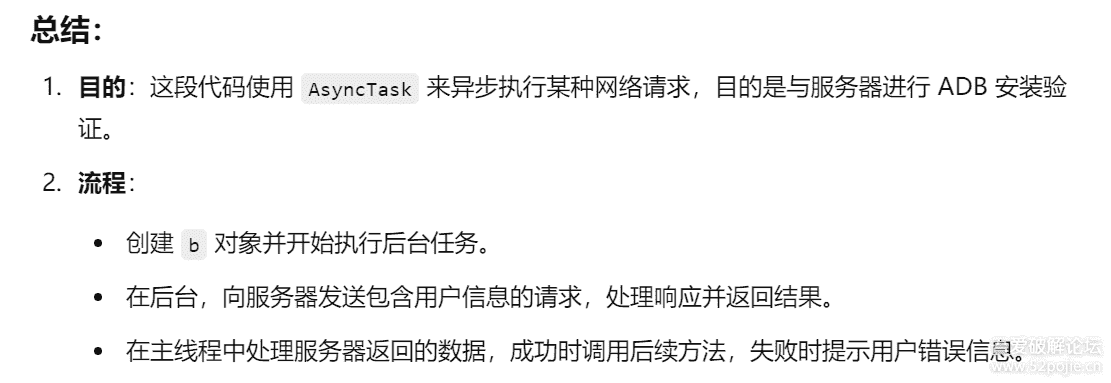 总结：
1. 目的：这段代码使用 AsyncTask 来异步执行某种网络请求，目的是与服务器进行 ADB 安装验
证。
2. 流程：
• 创建 b 对象并开始执行后台任务。
• 在后台，向服务器发送包含用户信息的请求，处理响应并返回结果。
• 在主线程中处理服务器返回的数据，成功时调用后续方法，失败时提示用户错误信息。
吾爱破解论坛
www.52pojie.cn